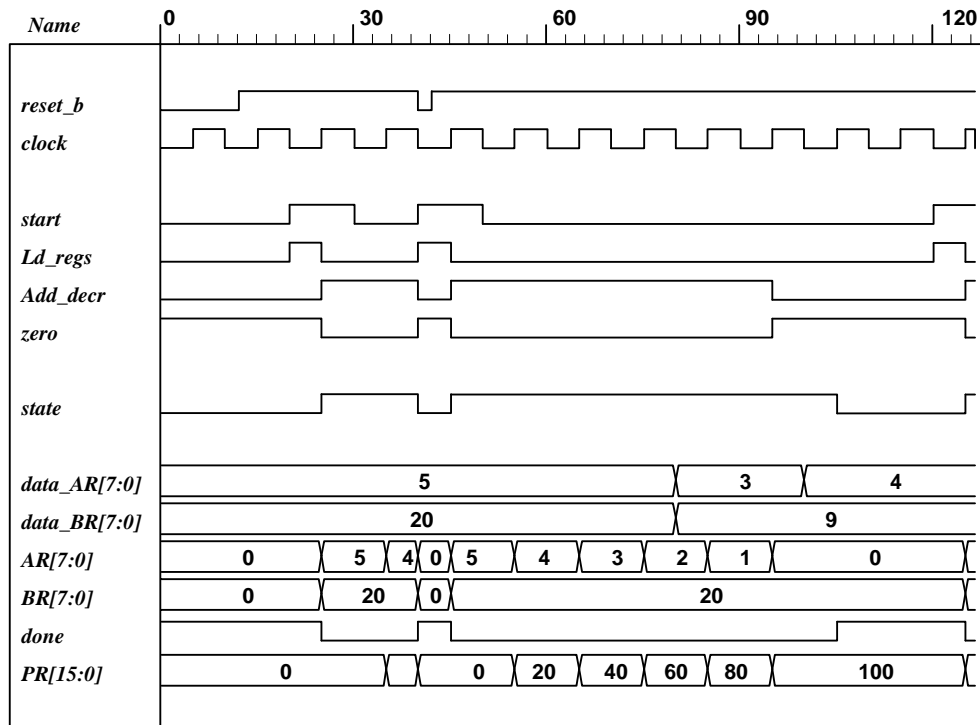 Name 0 30 60 90 120
reset_b
clock
start
Ld_regs
Add_decr
zero
state
data_AR[7:0] 5 3 4
data_BR[7:0] 20 9
AR[7:0] 0 5 4 0 5 4 3 2 1 0
BR[7:0] 0 20 0 20
done
PR[15:0] 0 0 20 40 60 80 100